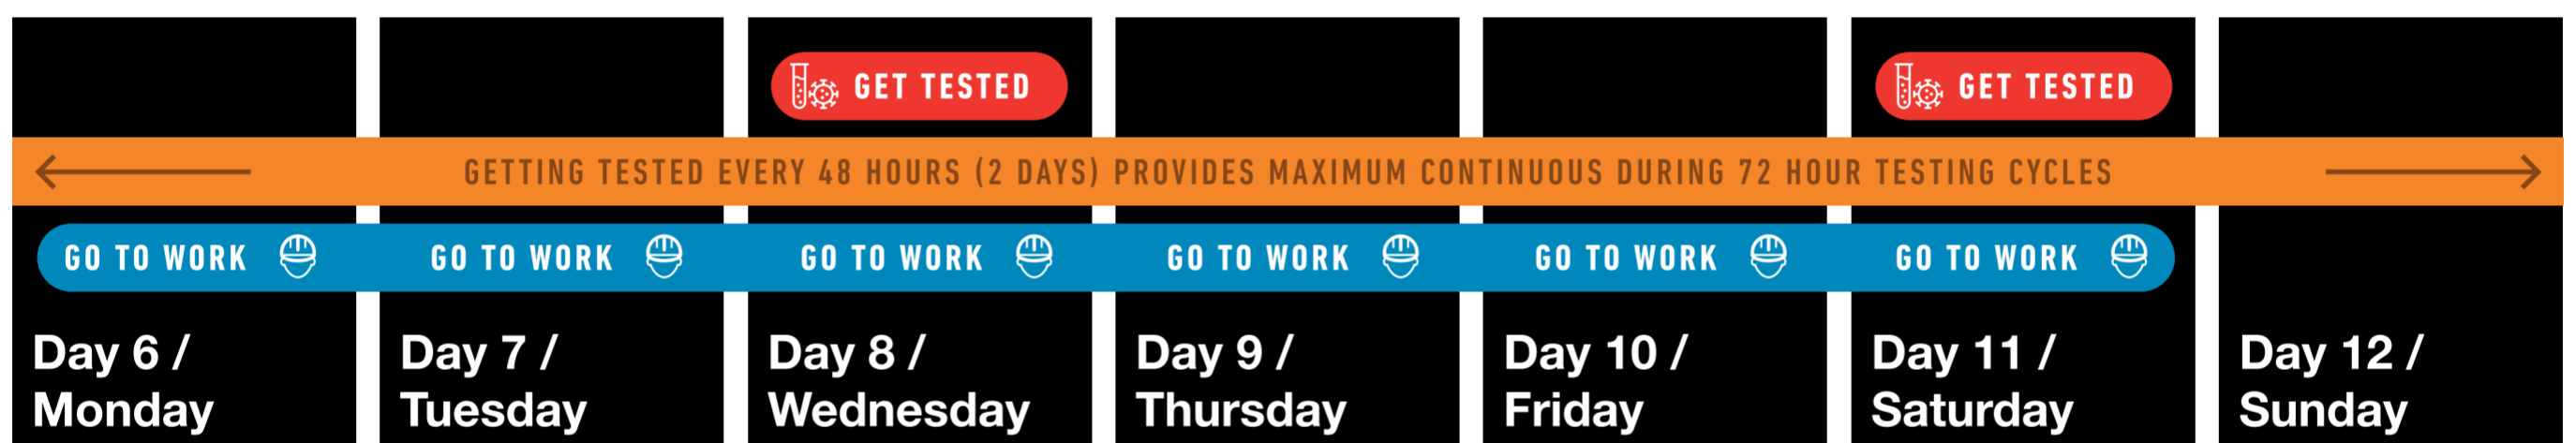 GET TESTED
GET TESTED
GETTING TESTED EVERY 48 HOURS (2 DAYS) PROVIDES MAXIMUM CONTINUOUS DURING 72 HOUR TESTING CYCLES
GO TO WORK
GO TO WORK
GO TO WORK
GO TO WORK
GO TO WORK
GO TO WORK
Day 6 /
Monday
Day 7 /
Tuesday
Day 8 /
Wednesday
Day 9 /
Thursday
Day 10 /
Friday
Day 11 /
Saturday
Day 12 /
Sunday